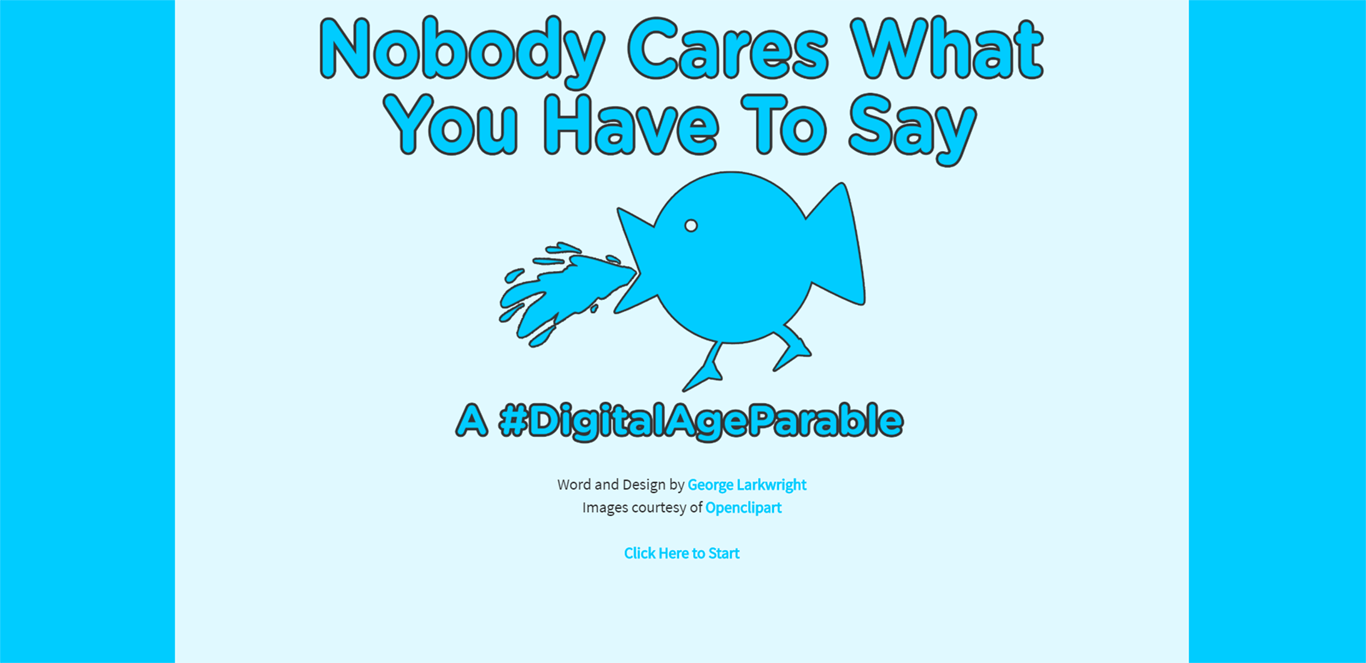 Nobody Cares What
You Have To Say
A #DigitalAgeParable
Word and Design by George Larkwright
Images courtesy of Openclipart
Click Here to Start